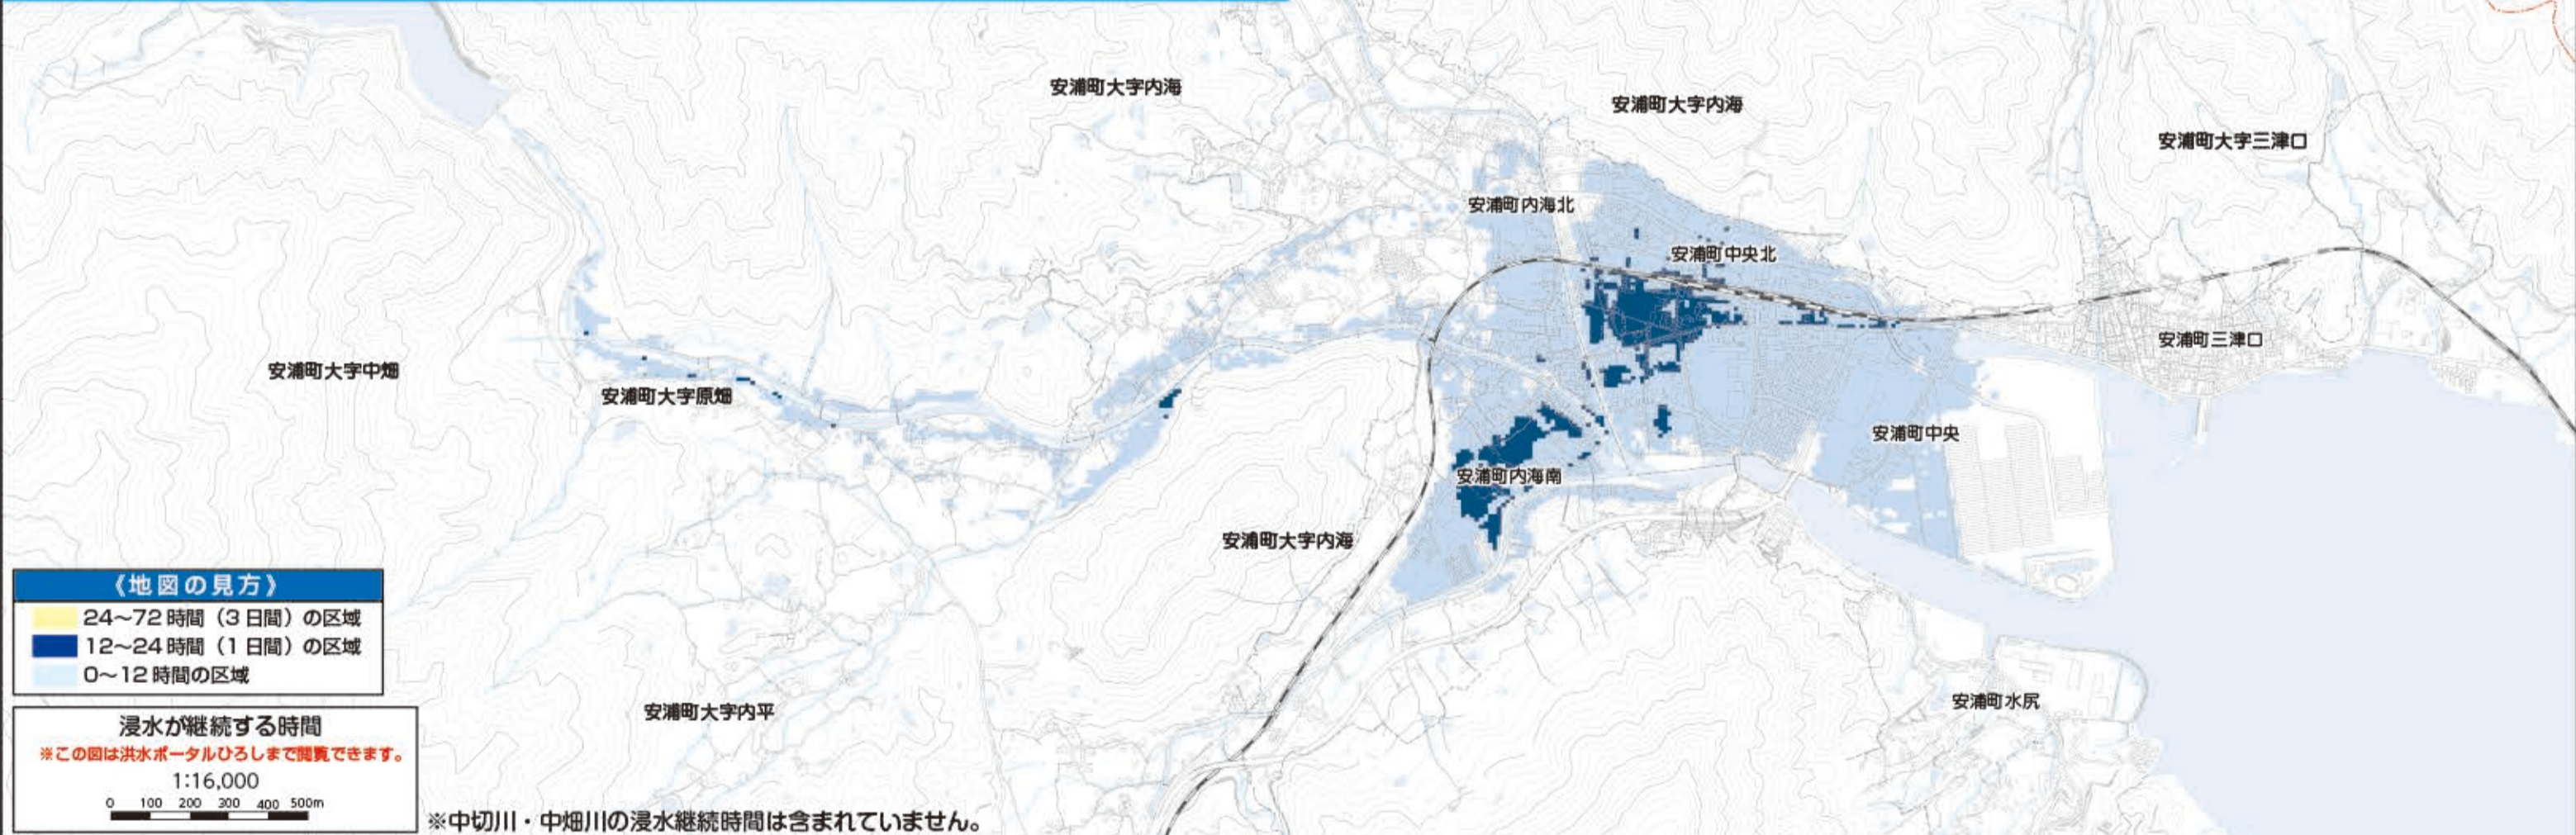 安浦町大字内海
安浦町大字内海
安浦町大字三津口
安浦町内海北
安浦町中央北
安浦町三津口
安浦町大字中畑
安浦町大字原畑
安浦町中央
安浦町内海南
安浦町大字内海
安浦町水尻
安浦町大字内平
《地図の見方》
24〜72時間（3日間）の区域
12〜24時間（1日間）の区域
0〜12時間の区域
浸水が継続する時間
※この図は洪水ポータルひろしまで閲覧できます。
1:16,000
0 100 200 300 400 500m
※中切川・中畑川の浸水継続時間は含まれていません。